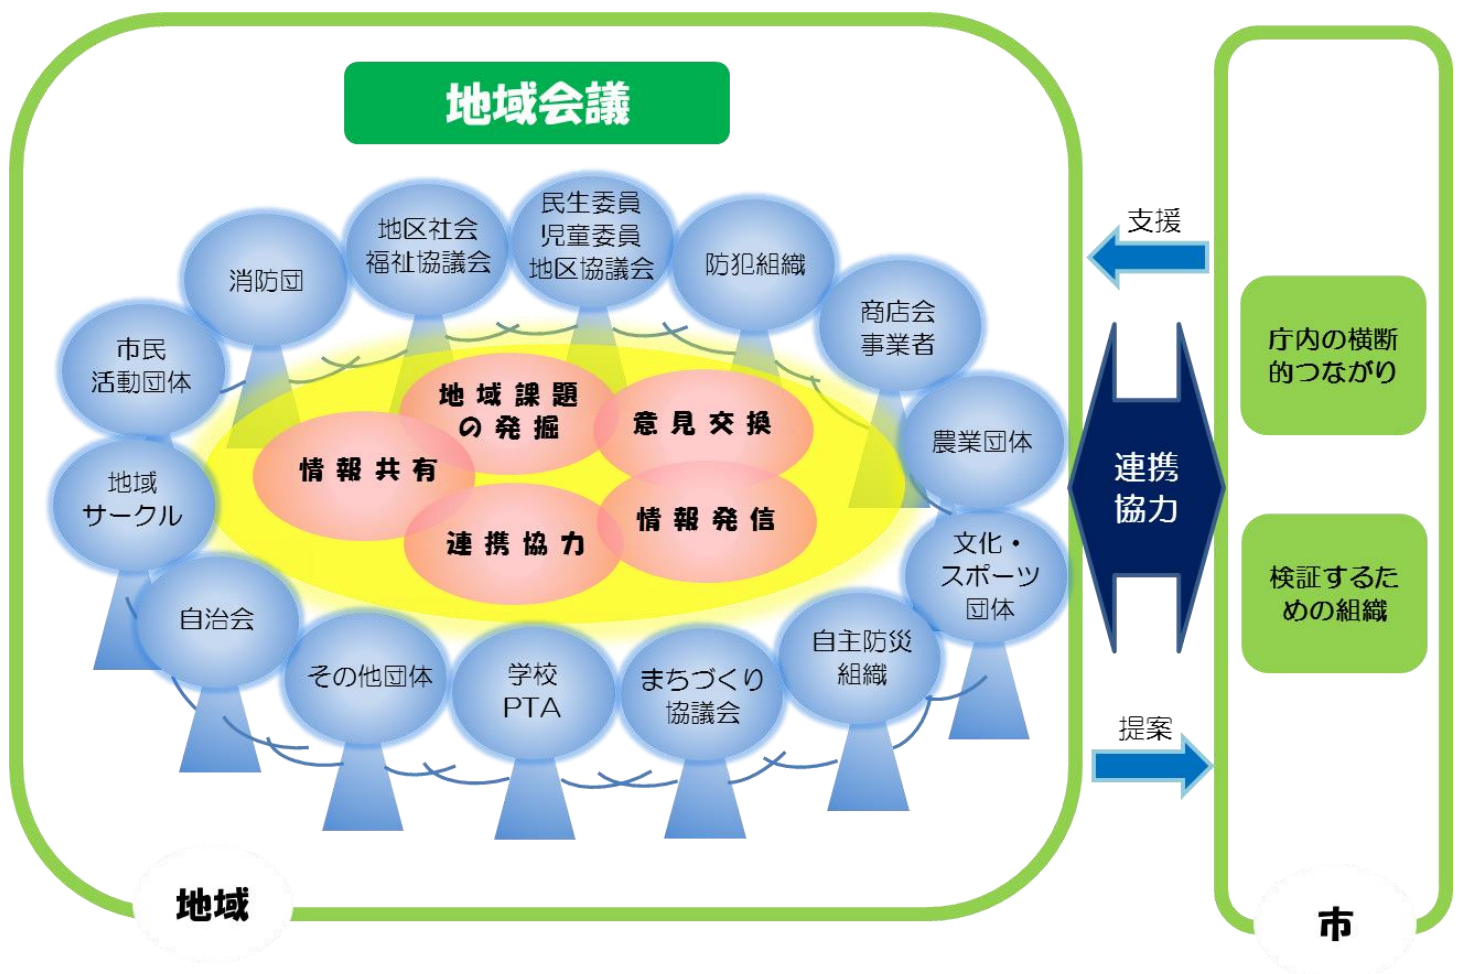 地域会議
民生委員
児童委員
地区協議会
地区社会
福祉協議会
防犯組織
消防団
商店会
事業者
市民
活動団体
農業団体
地域
サークル
文化・
スポーツ
団体
自治会
自主防災
組織
その他団体
学校
PTA
まちづくり
協議会
地域課題
の発掘
意見交換
情報共有
情報発信
連携協力
地域
支援
連携
協力
提案
庁内の横断
的つながり
検証するた
めの組織
市